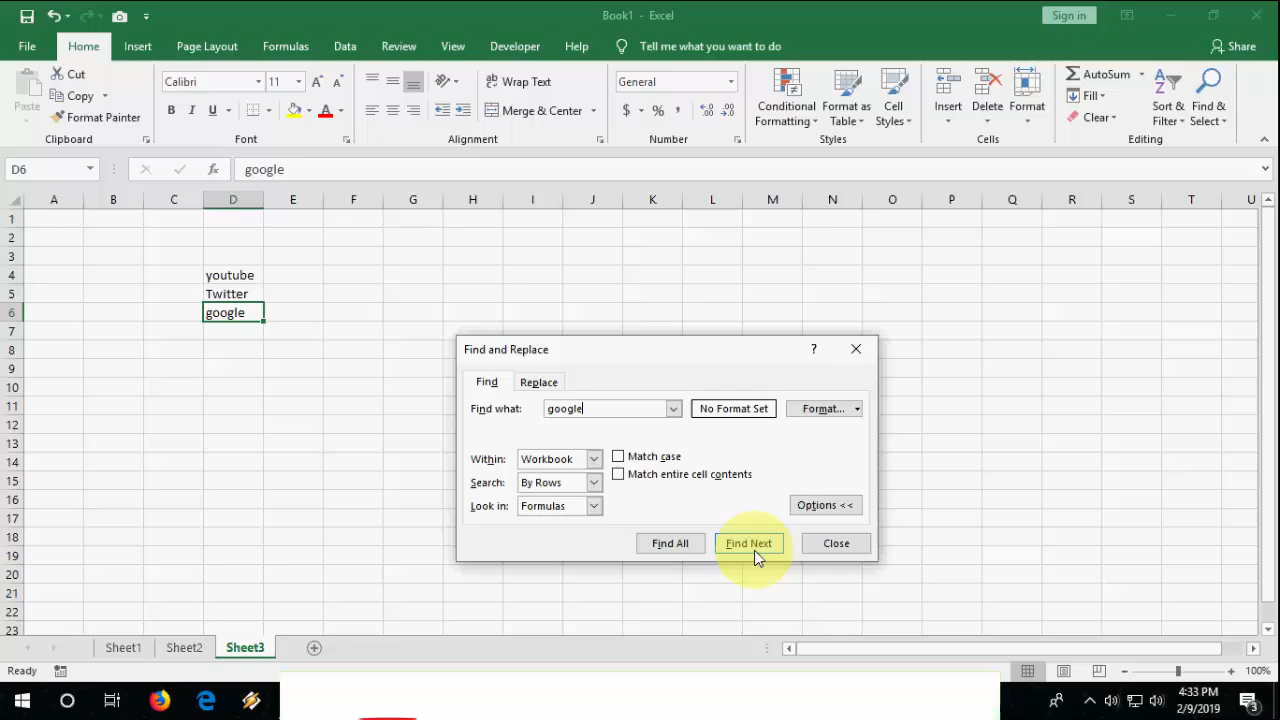 Book1 - Excel
Sign in
File Home Insert Page Layout Formulas Data Review View Developer Help Tell me what you want to do Share
Paste
Cut
Copy
Format Painter
Clipboard
Calibri 11
B I U
A
Font
Wrap Text
Merge & Center
Alignment
General
$ % ,
Number
Conditional Formatting
Format as Table
Cell Styles
Styles
Insert
Delete
Format
Cells
AutoSum
Fill
Clear
Sort & Filter
Find & Select
Editing
D6 fx google
A B C D E F G H I J K L M N O P Q R S T U
1
2
3
4 youtube
5 Twitter
6 google
7
8
9
10
11
12
13
14
15
16
17
18
19
20
21
22
23
Find and Replace ?
Find Replace
Find what: google No Format Set Format...
Within: Workbook Match case
Search: By Rows Match entire cell contents
Look in: Formulas Options <<
Find All Find Next Close
Sheet1 Sheet2 Sheet3
Ready 100%
4:33 PM
2/9/2019
3